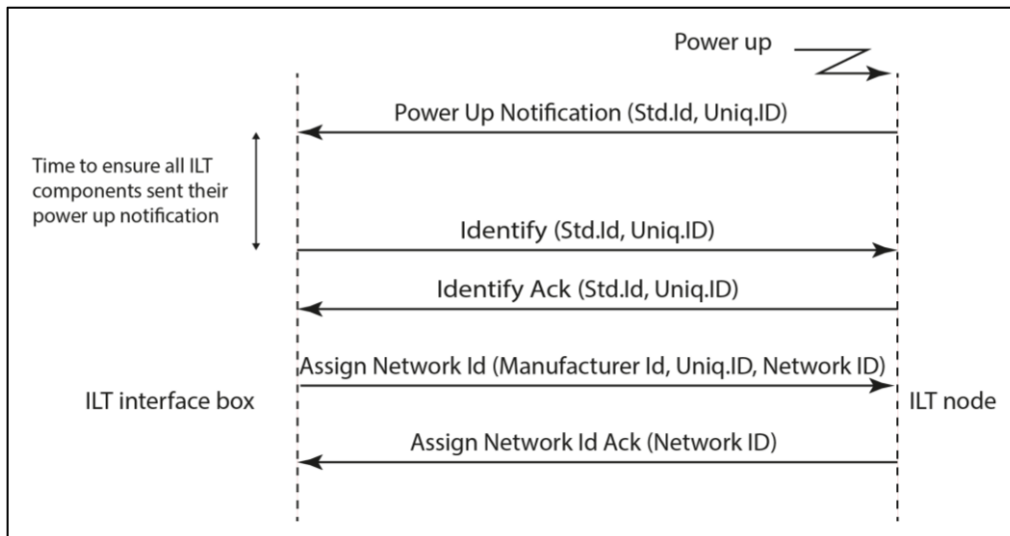 Power up
Power Up Notification (Std.Id, Uniq.ID)
Time to ensure all ILT
components sent their
power up notification
Identify (Std.Id, Uniq.ID)
Identify Ack (Std.Id, Uniq.ID)
Assign Network Id (Manufacturer Id, Uniq.ID, Network ID)
ILT interface box
ILT node
Assign Network Id Ack (Network ID)